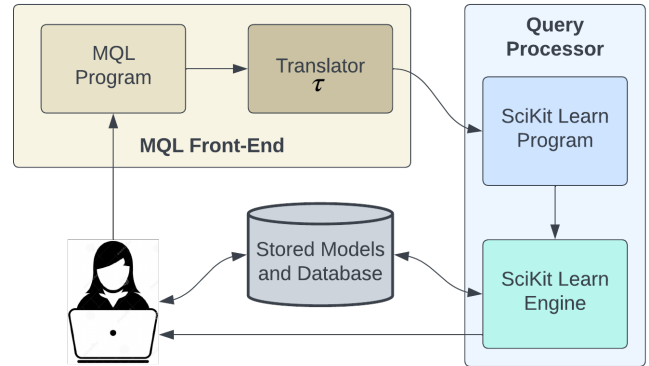 MQL
Program
Translator
τ
MQL Front-End
Query
Processor
SciKit Learn
Program
Stored Models
and Database
SciKit Learn
Engine